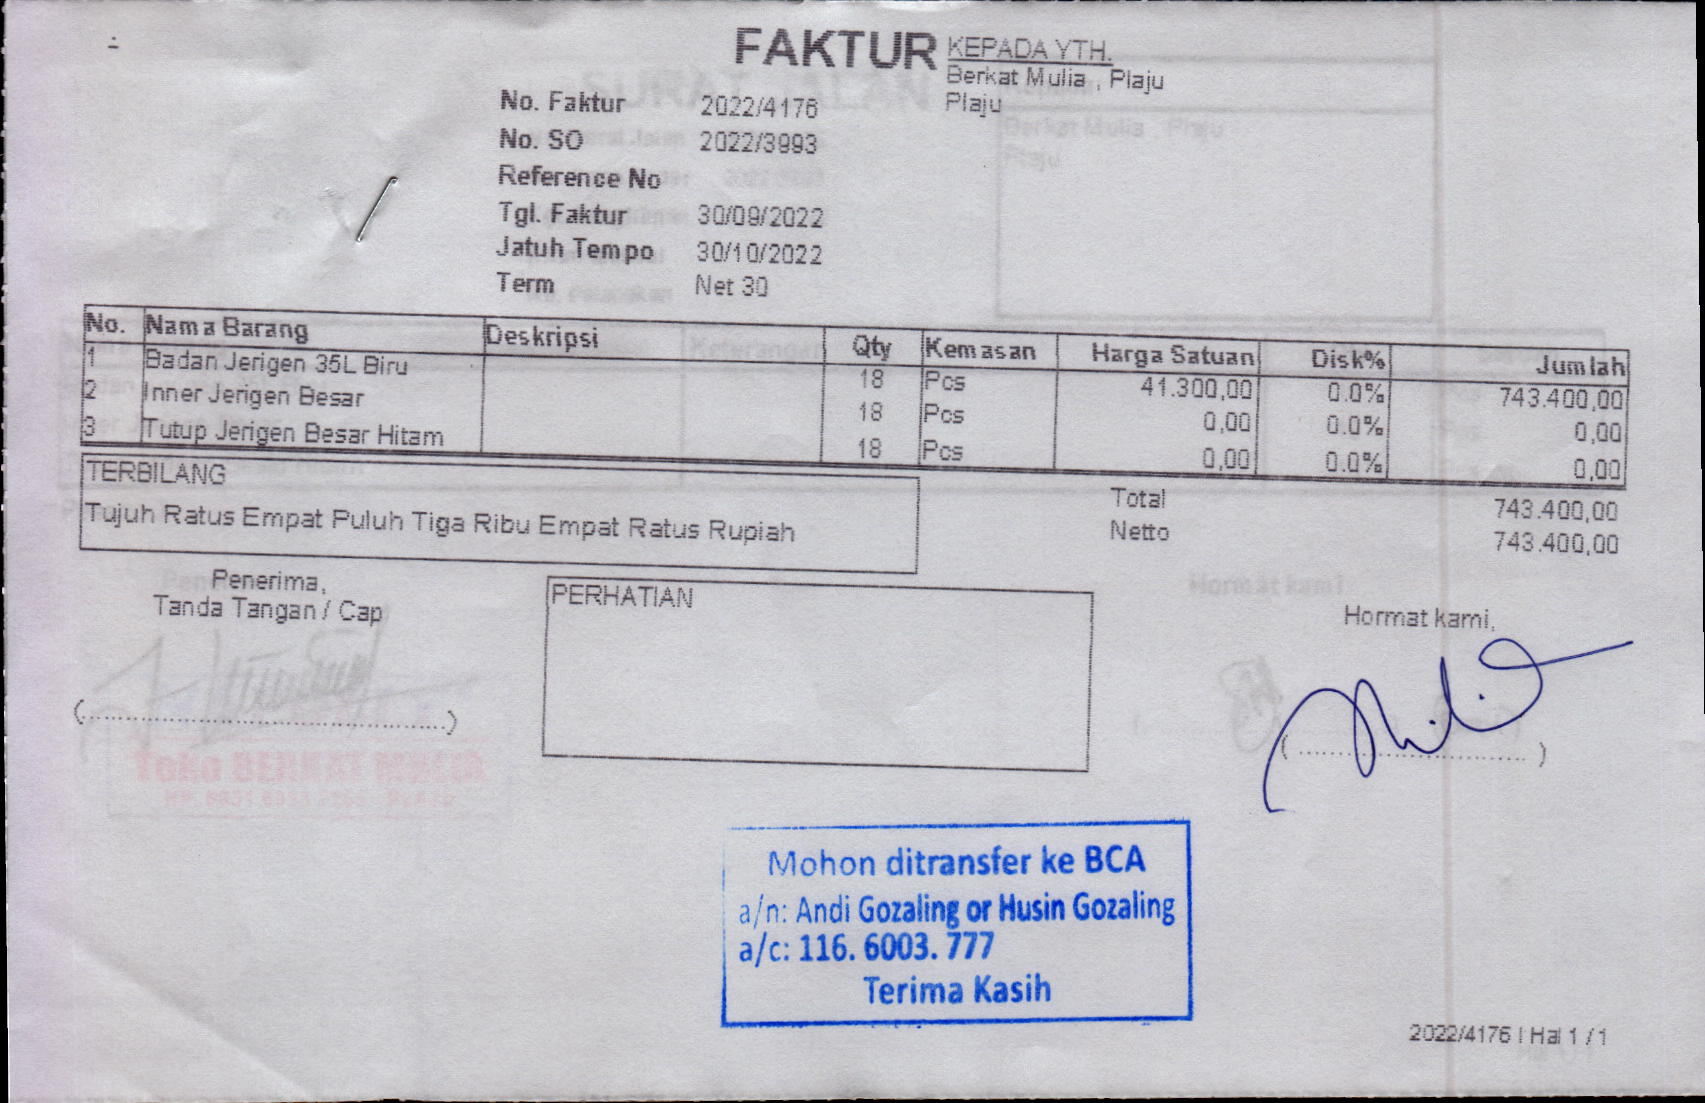 FAKTUR
KEPADA YTH.
Berkat Mulia , Plaju
Plaju
No. Faktur 2022/4176
No. SO 2022/3993
Reference No
Tgl. Faktur 30/09/2022
Jatuh Tempo 30/10/2022
Term Net 30
No. Nama Barang Deskripsi Qty Kemasan Harga Satuan Disk% Jumlah
1 Badan Jerigen 35L Biru 18 Pcs 41.300,00 0.0% 743.400,00
2 Inner Jerigen Besar 18 Pcs 0,00 0.0% 0,00
3 Tutup Jerigen Besar Hitam 18 Pcs 0,00 0.0% 0,00
TERBILANG
Tujuh Ratus Empat Puluh Tiga Ribu Empat Ratus Rupiah
Total 743.400,00
Netto 743.400,00
Penerima,
Tanda Tangan / Cap
(..........................................................)
PERHATIAN
Hormat kami,
( ..................................... )
Toko BERKAT MULIA
Mohon ditransfer ke BCA
a/n: Andi Gozaling or Husin Gozaling
a/c: 116. 6003. 777
Terima Kasih
2022/4176 | Hal 1 / 1